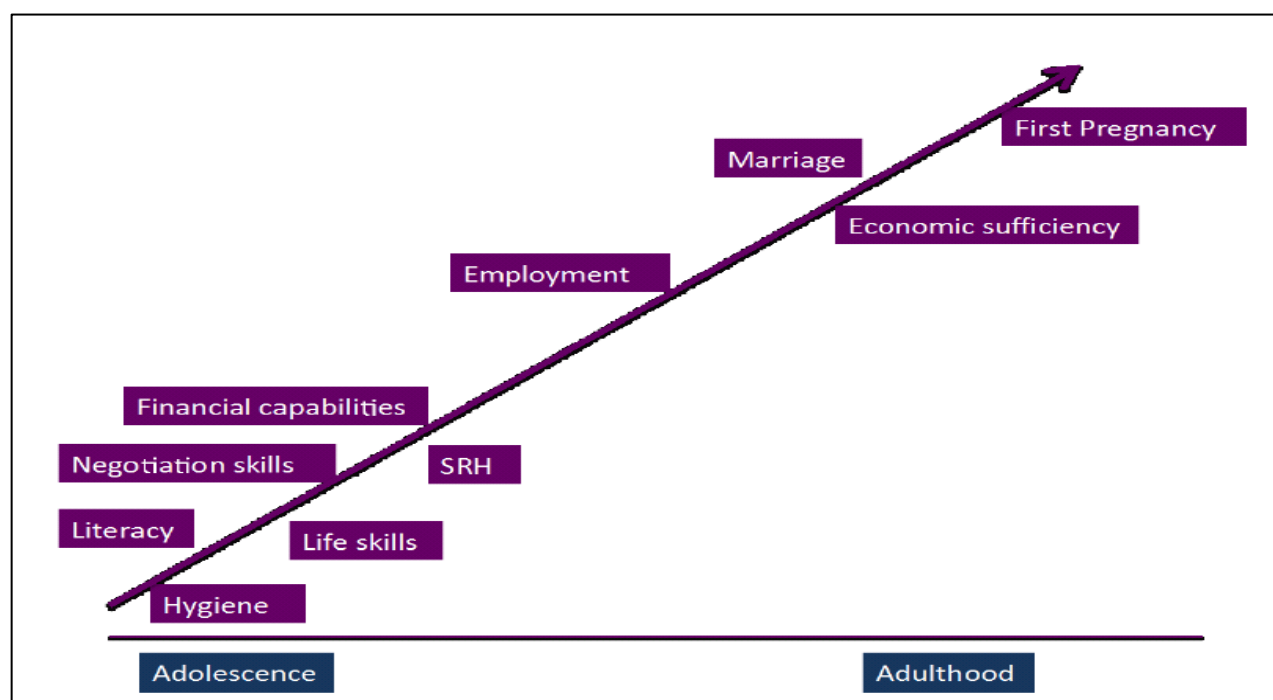 First Pregnancy
Marriage
Economic sufficiency
Employment
Financial capabilities
Negotiation skills
SRH
Literacy
Life skills
Hygiene
Adolescence
Adulthood